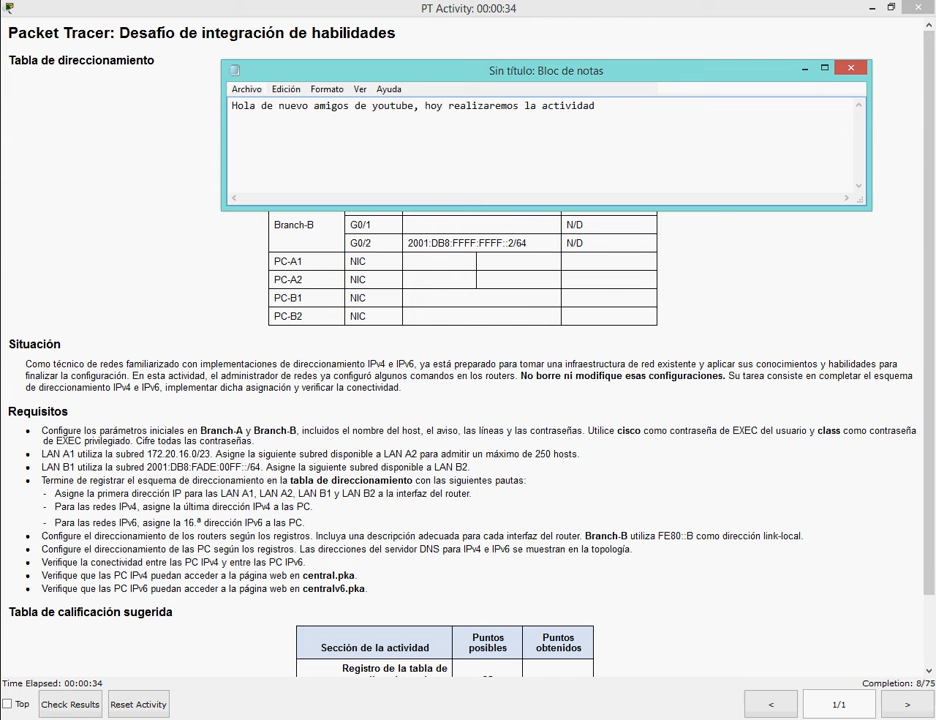 PT Activity: 00:00:34
Packet Tracer: Desafío de integración de habilidades
Tabla de direccionamiento
Sin título: Bloc de notas
Archivo Edición Formato Ver Ayuda
Hola de nuevo amigos de youtube, hoy realizaremos la actividad
Branch-B G0/1 N/D
G0/2 2001:DB8:FFFF:FFFF::2/64 N/D
PC-A1 NIC
PC-A2 NIC
PC-B1 NIC
PC-B2 NIC
Situación
Como técnico de redes familiarizado con implementaciones de direccionamiento IPv4 e IPv6, ya está preparado para tomar una infraestructura de red existente y aplicar sus conocimientos y habilidades para
finalizar la configuración. En esta actividad, el administrador de redes ya configuró algunos comandos en los routers. No borre ni modifique esas configuraciones. Su tarea consiste en completar el esquema
de direccionamiento IPv4 e IPv6, implementar dicha asignación y verificar la conectividad.
Requisitos
• Configure los parámetros iniciales en Branch-A y Branch-B, incluidos el nombre del host, el aviso, las líneas y las contraseñas. Utilice cisco como contraseña de EXEC del usuario y class como contraseña
de EXEC privilegiado. Cifre todas las contraseñas.
• LAN A1 utiliza la subred 172.20.16.0/23. Asigne la siguiente subred disponible a LAN A2 para admitir un máximo de 250 hosts.
• LAN B1 utiliza la subred 2001:DB8:FADE:00FF::/64. Asigne la siguiente subred disponible a LAN B2.
• Termine de registrar el esquema de direccionamiento en la tabla de direccionamiento con las siguientes pautas:
- Asigne la primera dirección IP para las LAN A1, LAN A2, LAN B1 y LAN B2 a la interfaz del router.
- Para las redes IPv4, asigne la última dirección IPv4 a las PC.
- Para las redes IPv6, asigne la 16.ª dirección IPv6 a las PC.
• Configure el direccionamiento de los routers según los registros. Incluya una descripción adecuada para cada interfaz del router. Branch-B utiliza FE80::B como dirección link-local.
• Configure el direccionamiento de las PC según los registros. Las direcciones del servidor DNS para IPv4 e IPv6 se muestran en la topología.
• Verifique la conectividad entre las PC IPv4 y entre las PC IPv6.
• Verifique que las PC IPv4 puedan acceder a la página web en central.pka.
• Verifique que las PC IPv6 puedan acceder a la página web en centralv6.pka.
Tabla de calificación sugerida
Sección de la actividad Puntos posibles Puntos obtenidos
Registro de la tabla de
Time Elapsed: 00:00:34 Completion: 8/75
Top Check Results Reset Activity < 1/1 >